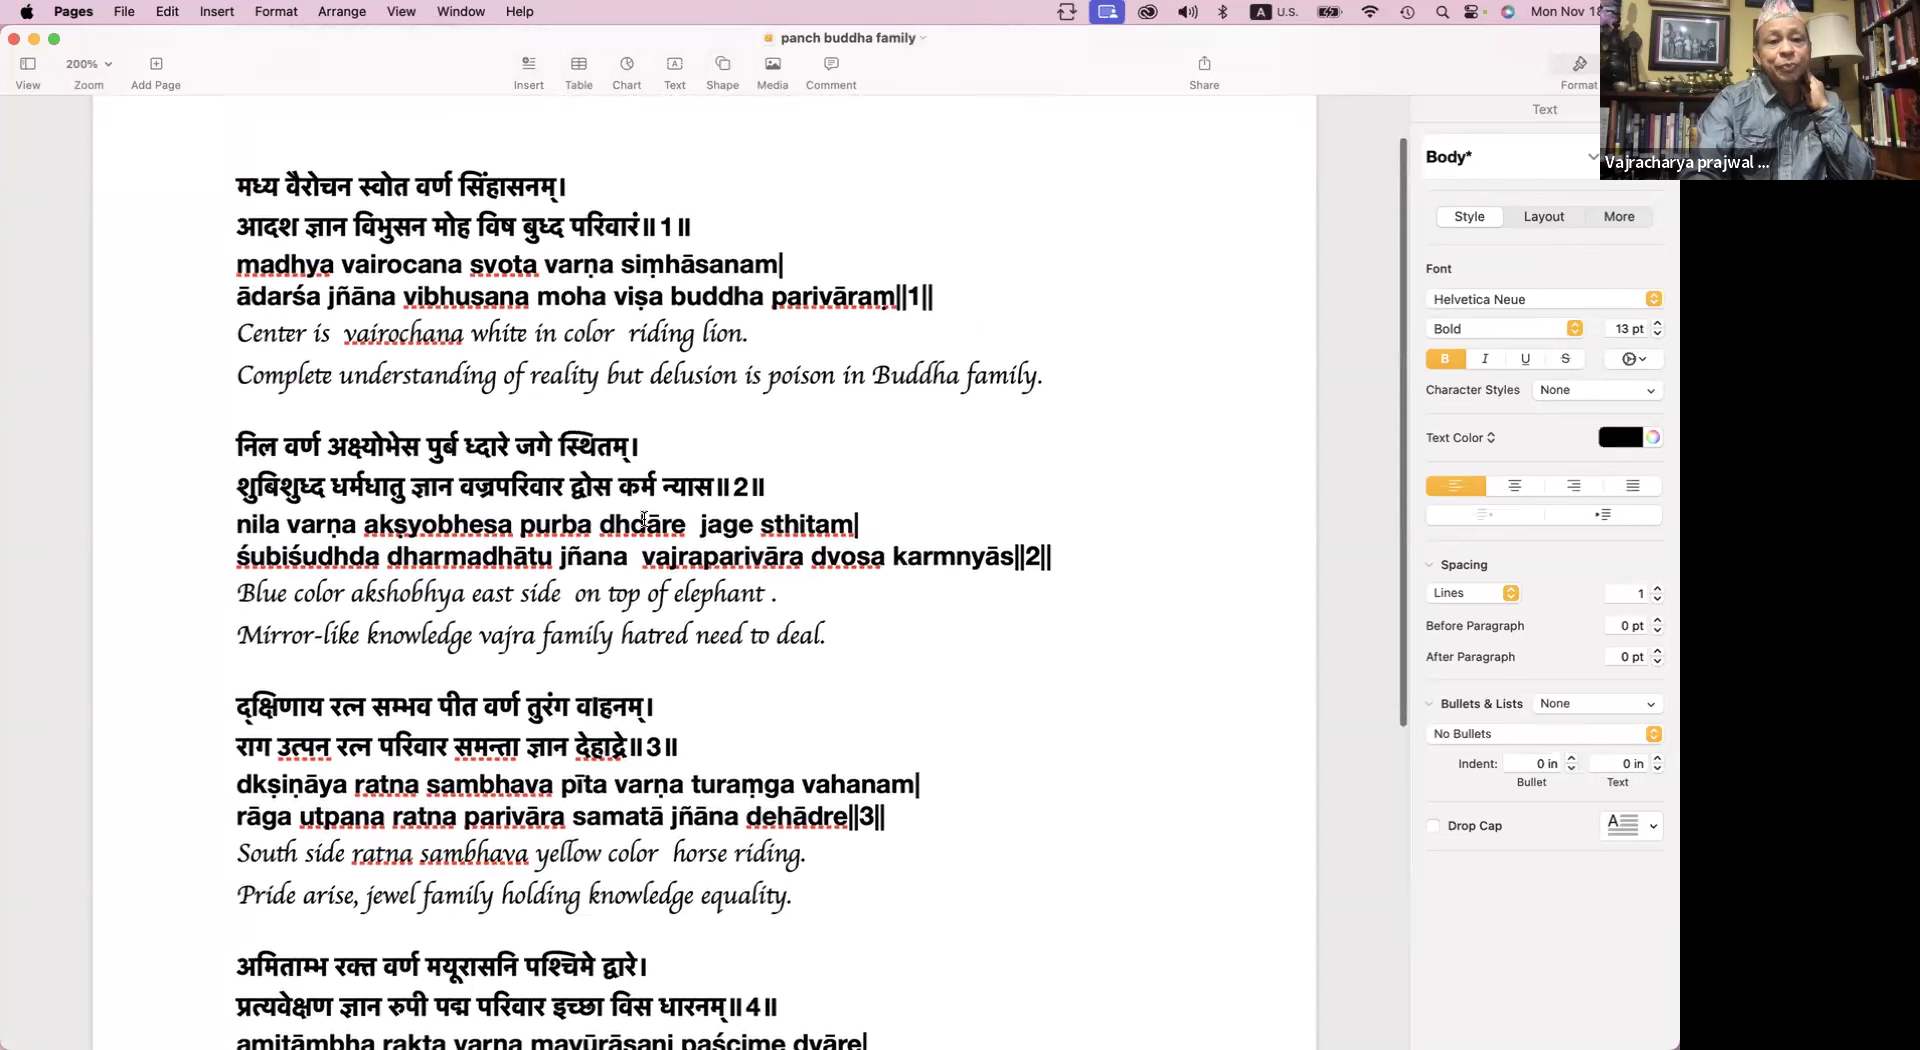 Pages File Edit Insert Format Arrange View Window Help A U.S. Mon Nov 18
panch buddha family
200%
View Zoom Add Page Insert Table Chart Text Shape Media Comment Share Format
Vajracharya prajwal ...
मध्य वैरोचन स्वोत वर्ण सिंहासनम्।
आदश ज्ञान विभुसन मोह विष बुध्द परिवारं॥1॥
madhya vairocana svota varṇa siṃhāsanam|
ādarśa jñāna vibhusana moha viṣa buddha parivāraṃ||1||
Center is vairochana white in color riding lion.
Complete understanding of reality but delusion is poison in Buddha family.
निल वर्ण अक्ष्योभेस पुर्ब ध्दारे जगे स्थितम्।
शुबिशुध्द धर्मधातु ज्ञान वज्रपरिवार द्वोस कर्म न्यास॥2॥
nila varṇa akṣyobhesa purba dhdāre jage sthitam|
śubiśudhda dharmadhātu jñana vajraparivāra dvosa karmnyās||2||
Blue color akshobhya east side on top of elephant .
Mirror-like knowledge vajra family hatred need to deal.
द्क्षिणाय रत्न सम्भव पीत वर्ण तुरंग वाहनम्।
राग उत्पन रत्न परिवार समन्ता ज्ञान देहाद्रे॥3॥
dkṣiṇāya ratna sambhava pīta varṇa turaṃga vahanam|
rāga utpana ratna parivāra samatā jñāna dehādre||3||
South side ratna sambhava yellow color horse riding.
Pride arise, jewel family holding knowledge equality.
अमिताम्भ रक्त वर्ण मयूरासनि पश्चिमे द्वारे।
प्रत्यवेक्षण ज्ञान रुपी पद्म परिवार इच्छा विस धारनम्॥4॥
amitāmbha rakta varṇa mayūrāsani paścime dvāre|
Text
Body*
Style Layout More
Font
Helvetica Neue
Bold 13 pt
B I U S
Character Styles None
Text Color
Spacing
Lines 1
Before Paragraph 0 pt
After Paragraph 0 pt
Bullets & Lists None
No Bullets
Indent: 0 in 0 in
Bullet Text
Drop Cap A